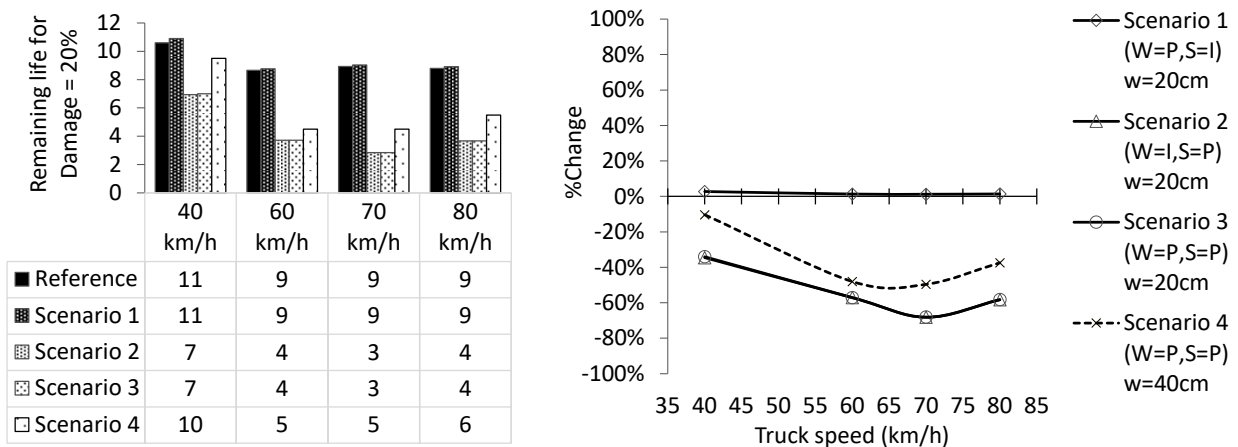 Remaining life for
Damage = 20%
12
10
8
6
4
2
0
40 60 70 80
km/h km/h km/h km/h
Reference 11 9 9 9
Scenario 1 11 9 9 9
Scenario 2 7 4 3 4
Scenario 3 7 4 3 4
Scenario 4 10 5 5 6
%Change
100%
80%
60%
40%
20%
0%
-20%
-40%
-60%
-80%
-100%
35 40 45 50 55 60 65 70 75 80 85
Truck speed (km/h)
Scenario 1
(W=P,S=I)
w=20cm
Scenario 2
(W=I,S=P)
w=20cm
Scenario 3
(W=P,S=P)
w=20cm
Scenario 4
(W=P,S=P)
w=40cm